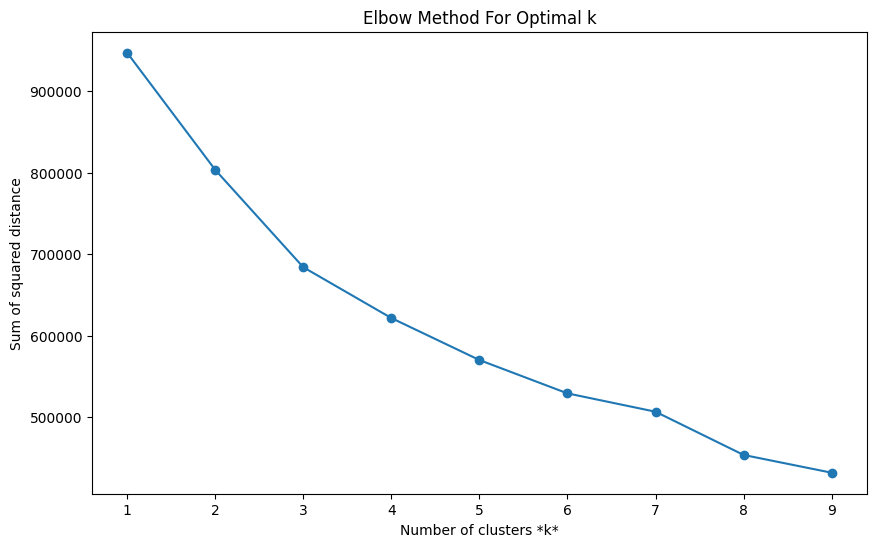 Elbow Method For Optimal k
Sum of squared distance
900000
800000
700000
600000
500000
1 2 3 4 5 6 7 8 9
Number of clusters *k*